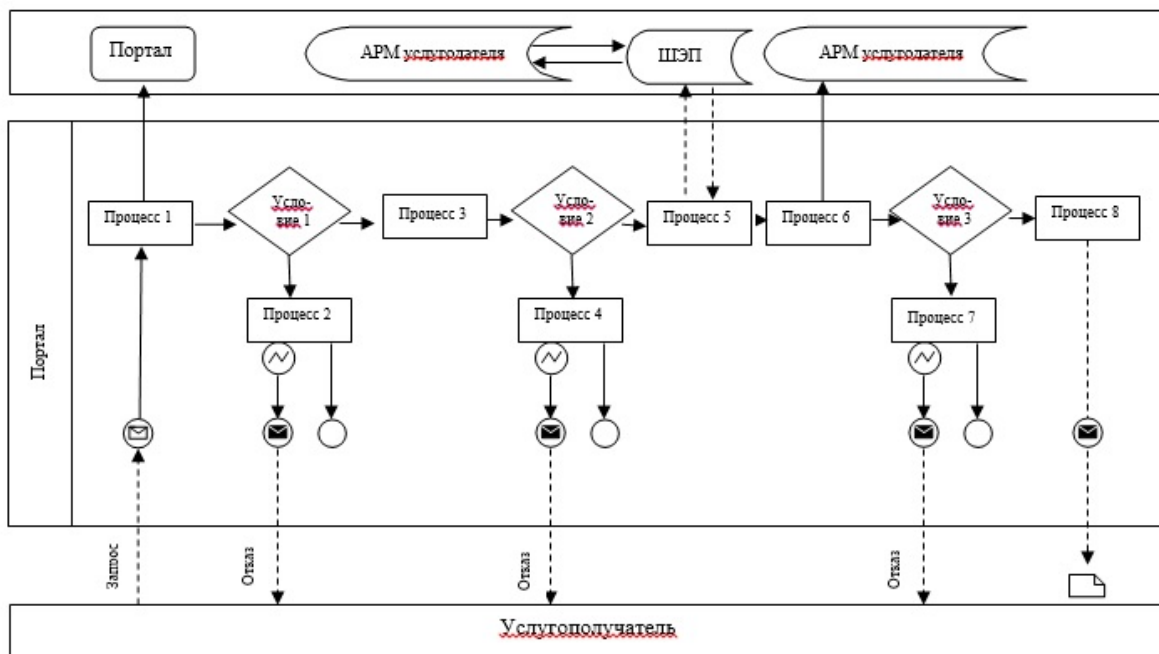 Портал
АРМ услугодателя
ШЭП
АРМ услугодателя
Портал
Процесс 1
Усло-
вие 1
Процесс 3
Усло-
вие 2
Процесс 5
Процесс 6
Усло-
вие 3
Процесс 8
Процесс 2
Процесс 4
Процесс 7
Запрос
Отказ
Отказ
Отказ
Услугополучатель